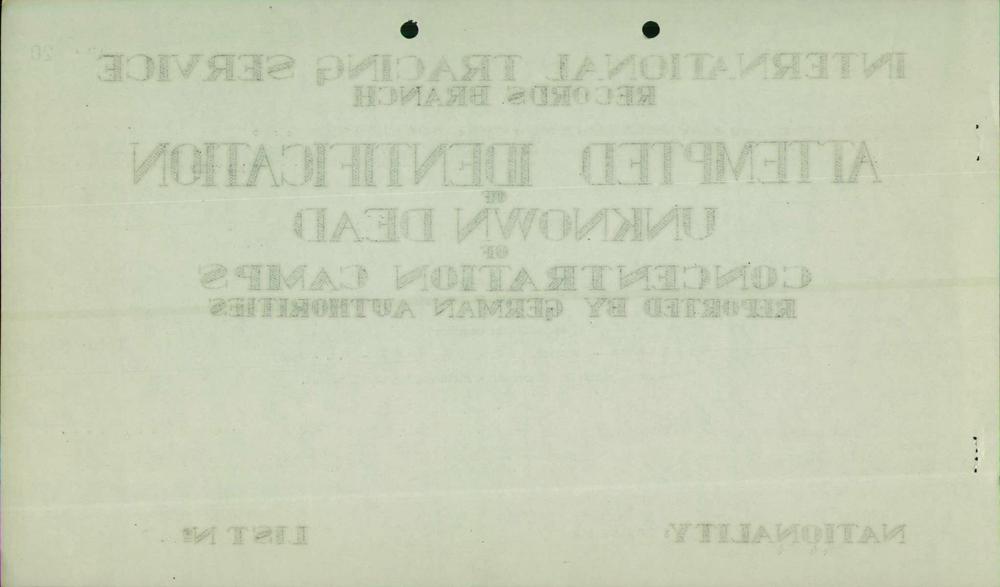 20
INTERNATIONAL TRACING SERVICE
RECORDS BRANCH
ATTEMPTED IDENTIFICATION
OF
UNKNOWN DEAD
OF
CONCENTRATION CAMPS
REPORTED BY GERMAN AUTHORITIES
NATIONALITY: LIST Nº